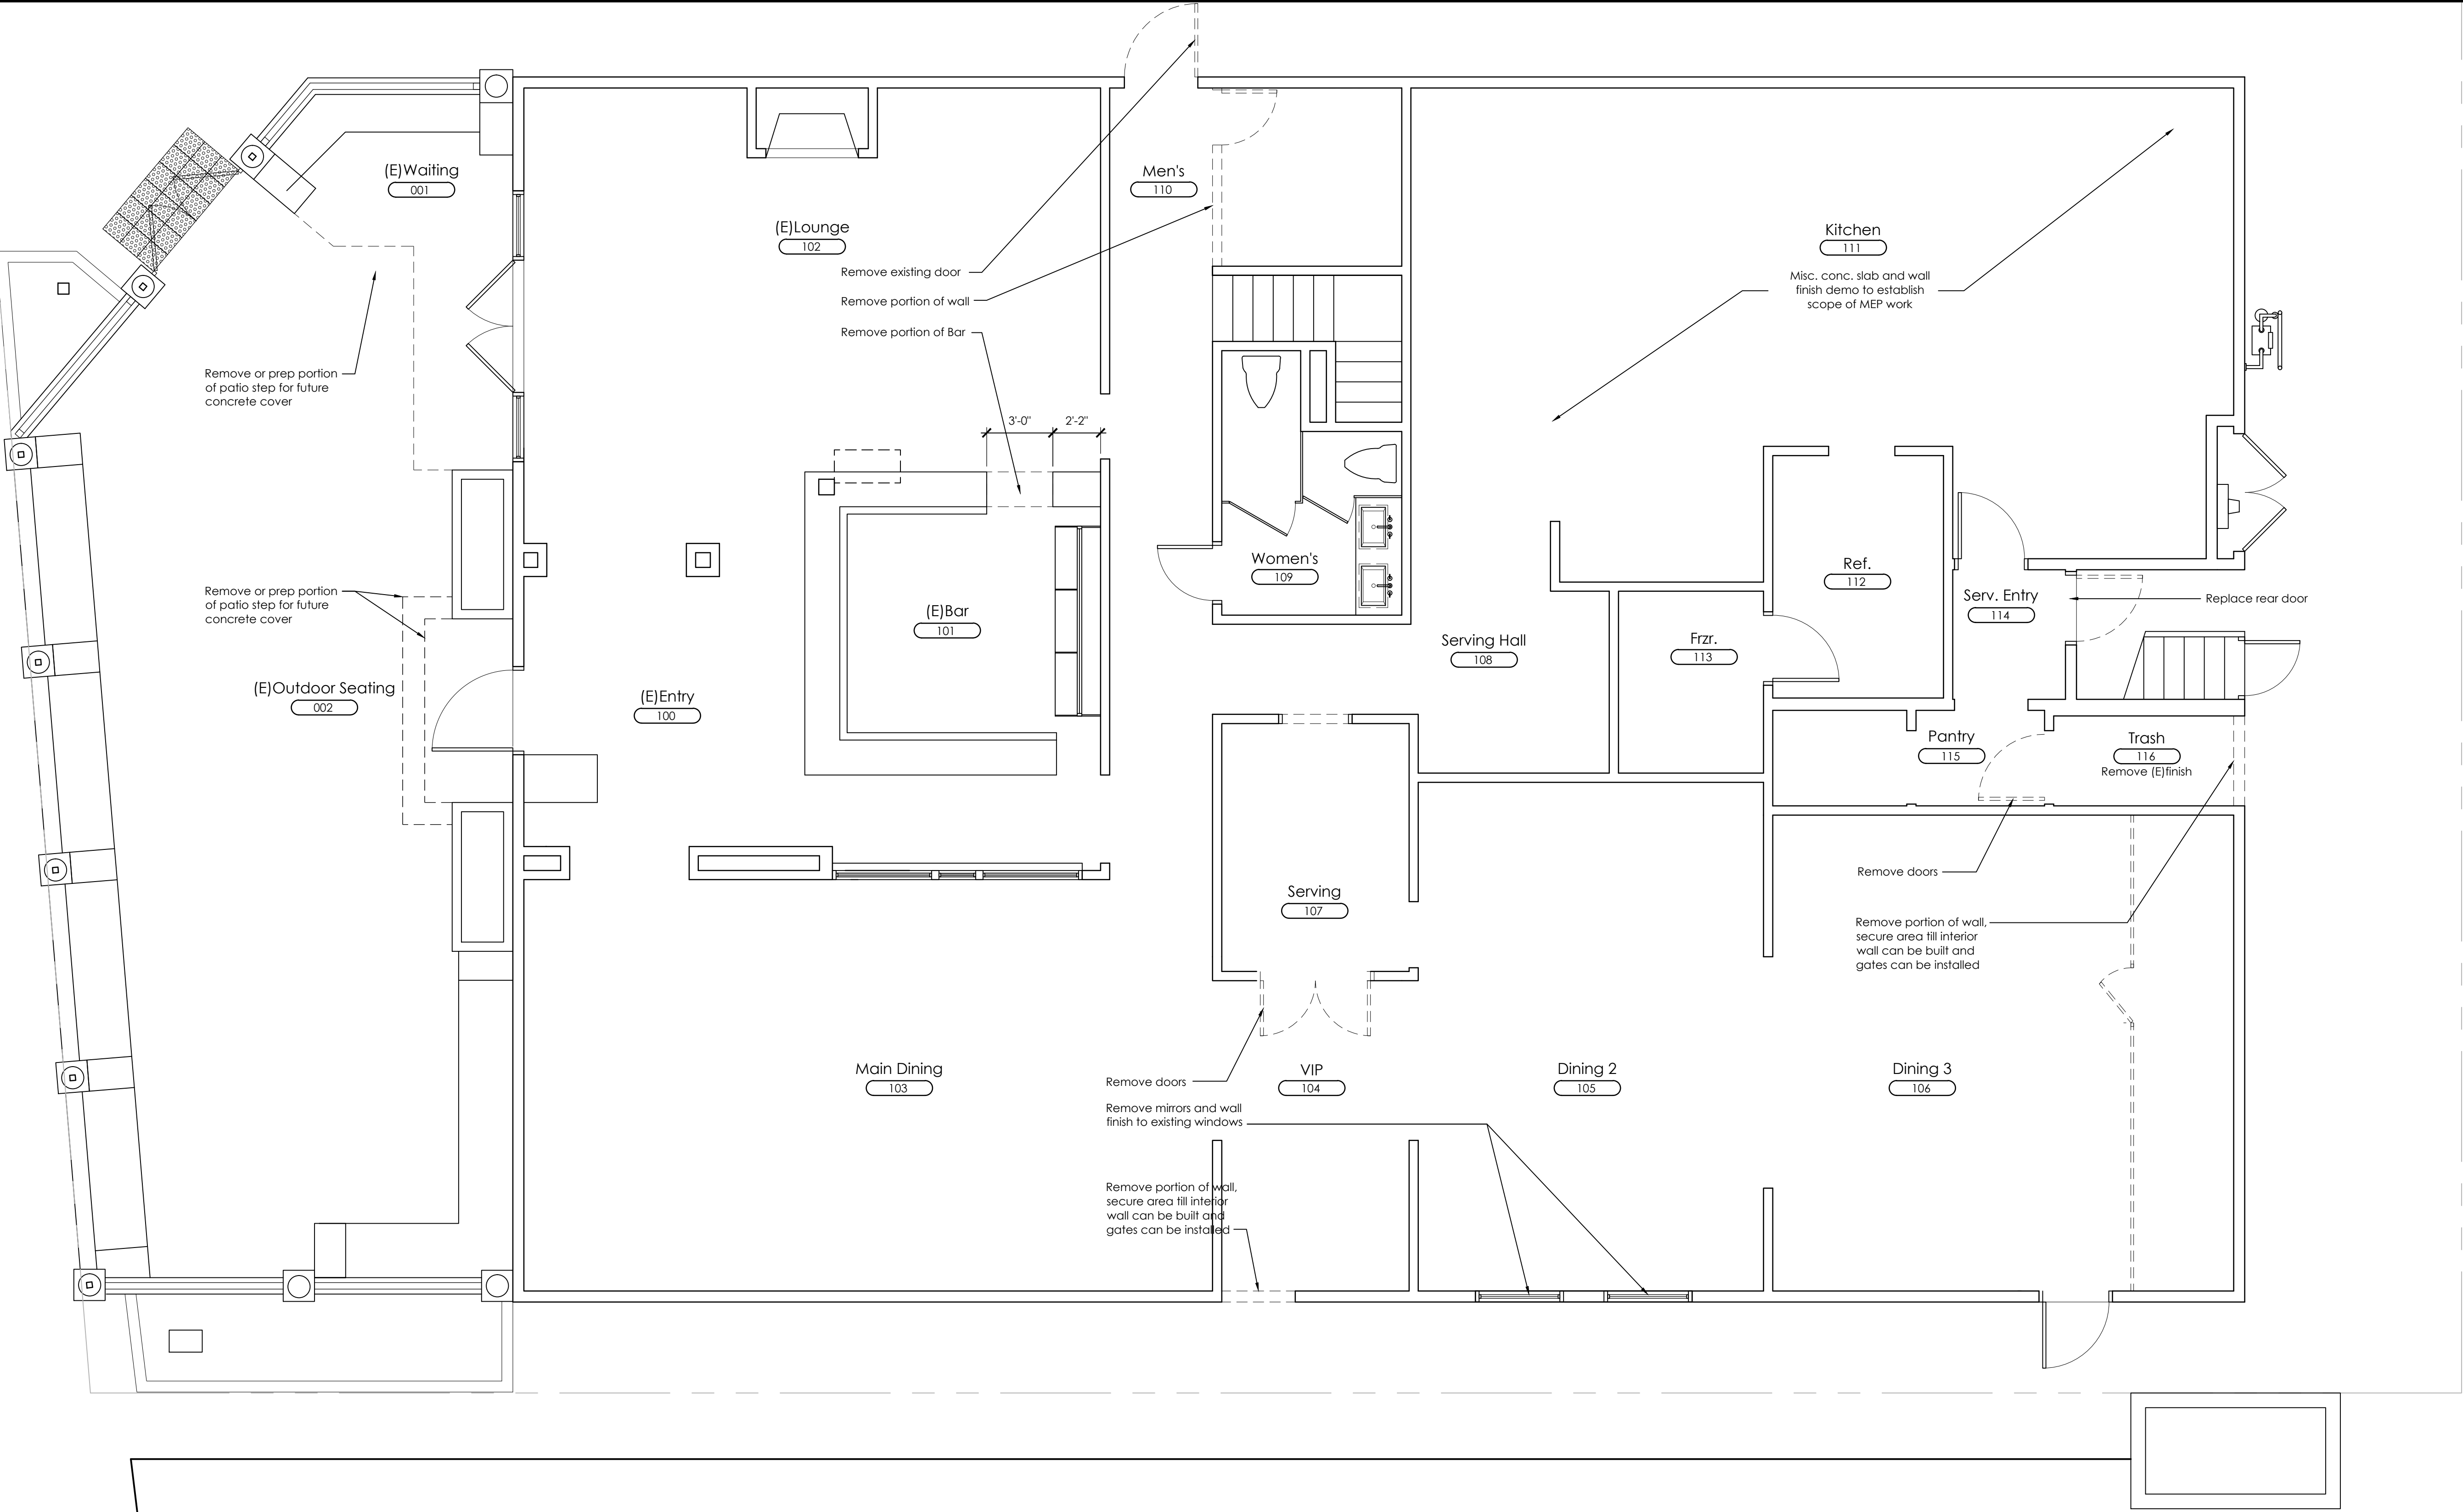 (E)Waiting
001
Men's
110
(E)Lounge
102
Kitchen
111
Misc. conc. slab and wall
finish demo to establish
scope of MEP work
Remove existing door
Remove portion of wall
Remove portion of Bar
Remove or prep portion
of patio step for future
concrete cover
3'-0"
2'-2"
Women's
109
Ref.
112
Serv. Entry
114
Replace rear door
Remove or prep portion
of patio step for future
concrete cover
(E)Bar
101
Serving Hall
108
Frzr.
113
(E)Outdoor Seating
002
(E)Entry
100
Pantry
115
Trash
116
Remove (E)finish
Serving
107
Remove doors
Remove portion of wall,
secure area till interior
wall can be built and
gates can be installed
Main Dining
103
VIP
104
Dining 2
105
Dining 3
106
Remove doors
Remove mirrors and wall
finish to existing windows
Remove portion of wall,
secure area till interior
wall can be built and
gates can be installed